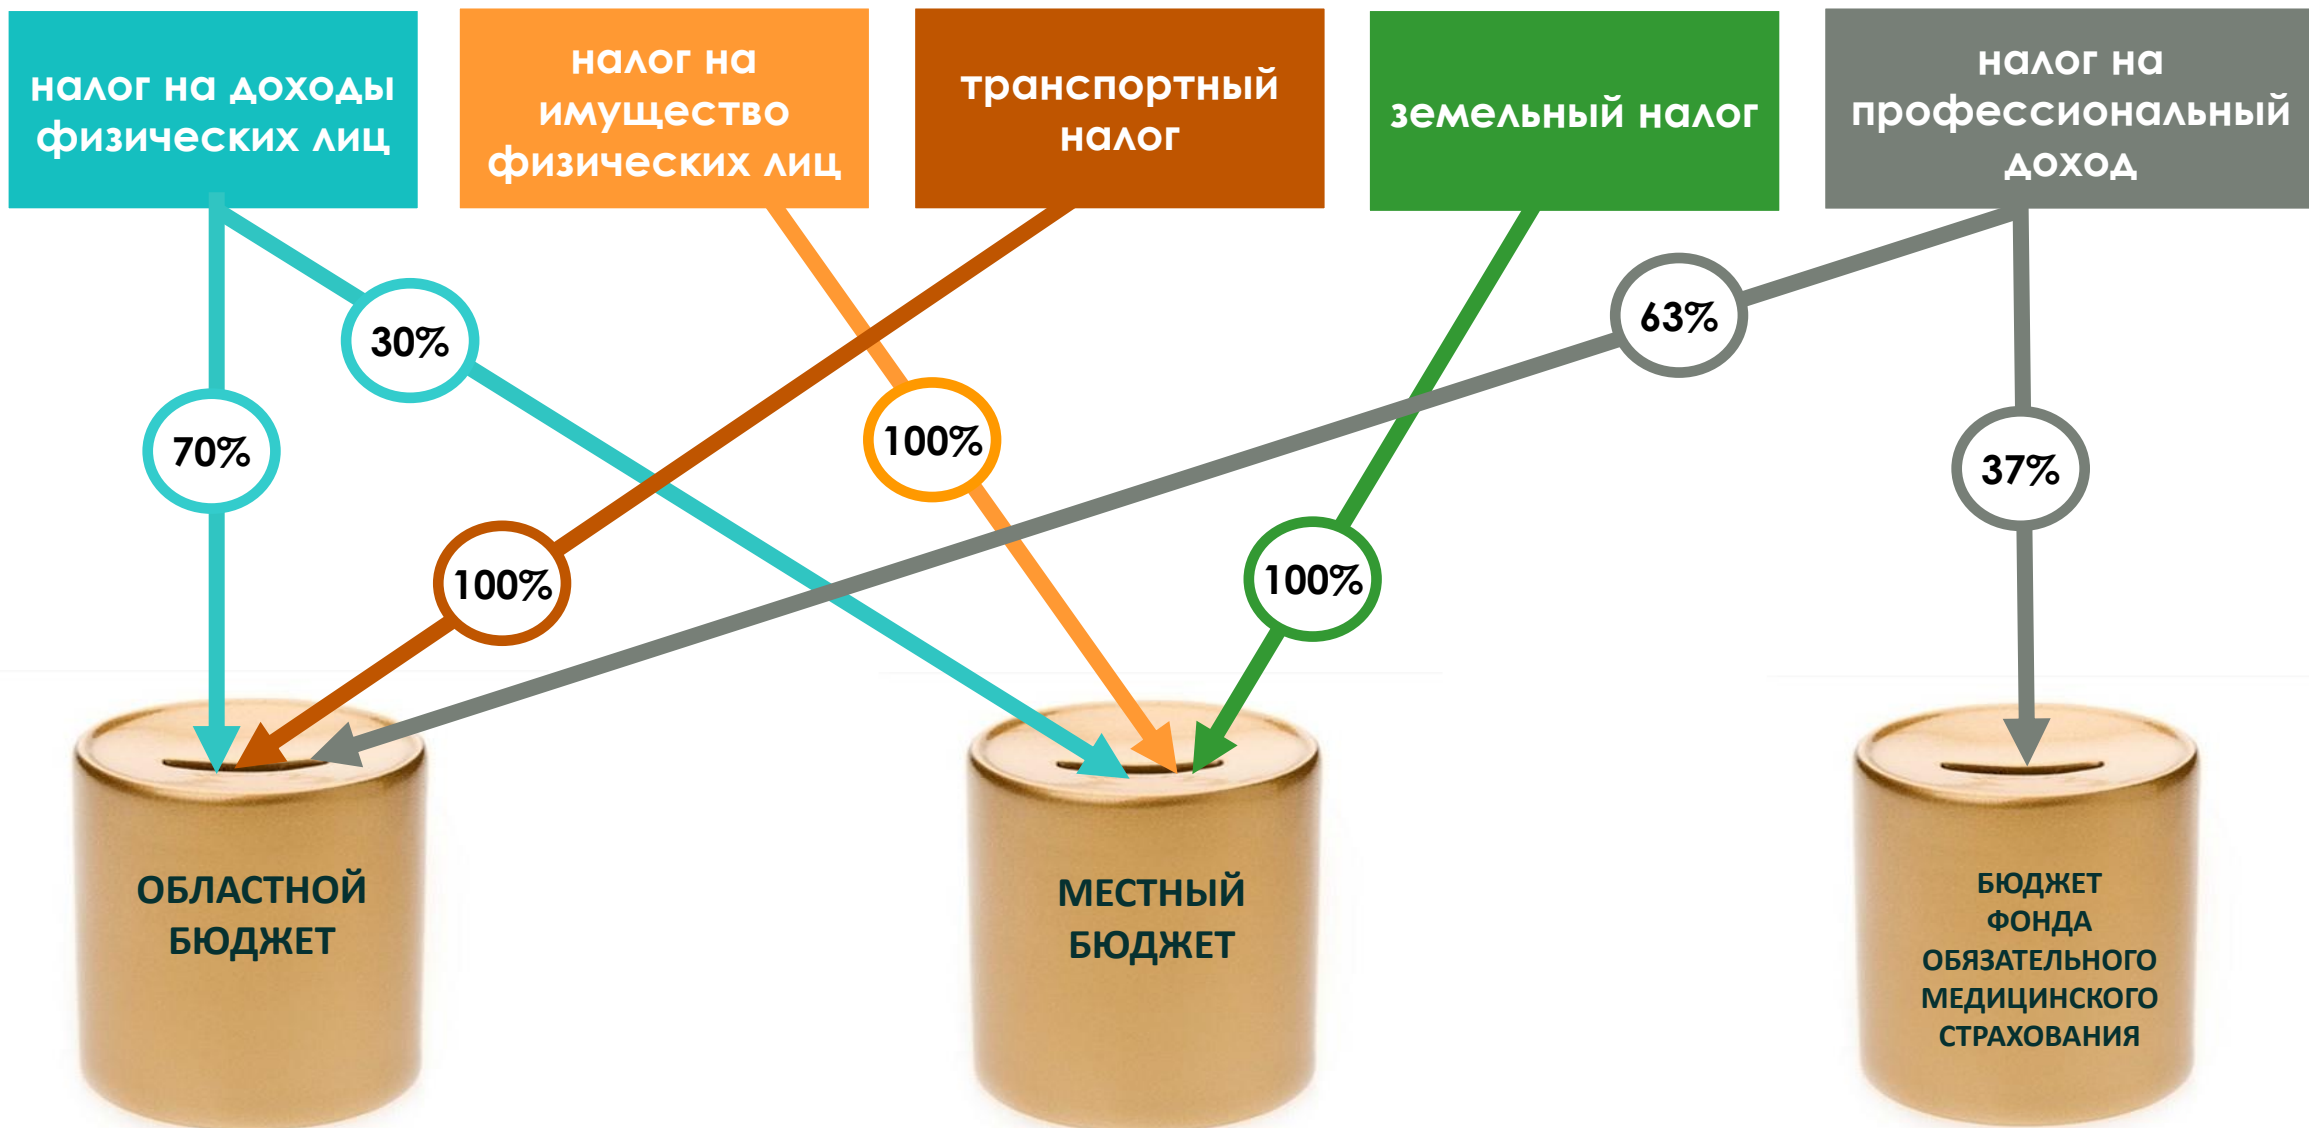 налог на доходы
физических лиц
налог на
имущество
физических лиц
транспортный
налог
земельный налог
налог на
профессиональный
доход
30%
70%
100%
100%
100%
63%
37%
ОБЛАСТНОЙ
БЮДЖЕТ
МЕСТНЫЙ
БЮДЖЕТ
БЮДЖЕТ
ФОНДА
ОБЯЗАТЕЛЬНОГО
МЕДИЦИНСКОГО
СТРАХОВАНИЯ